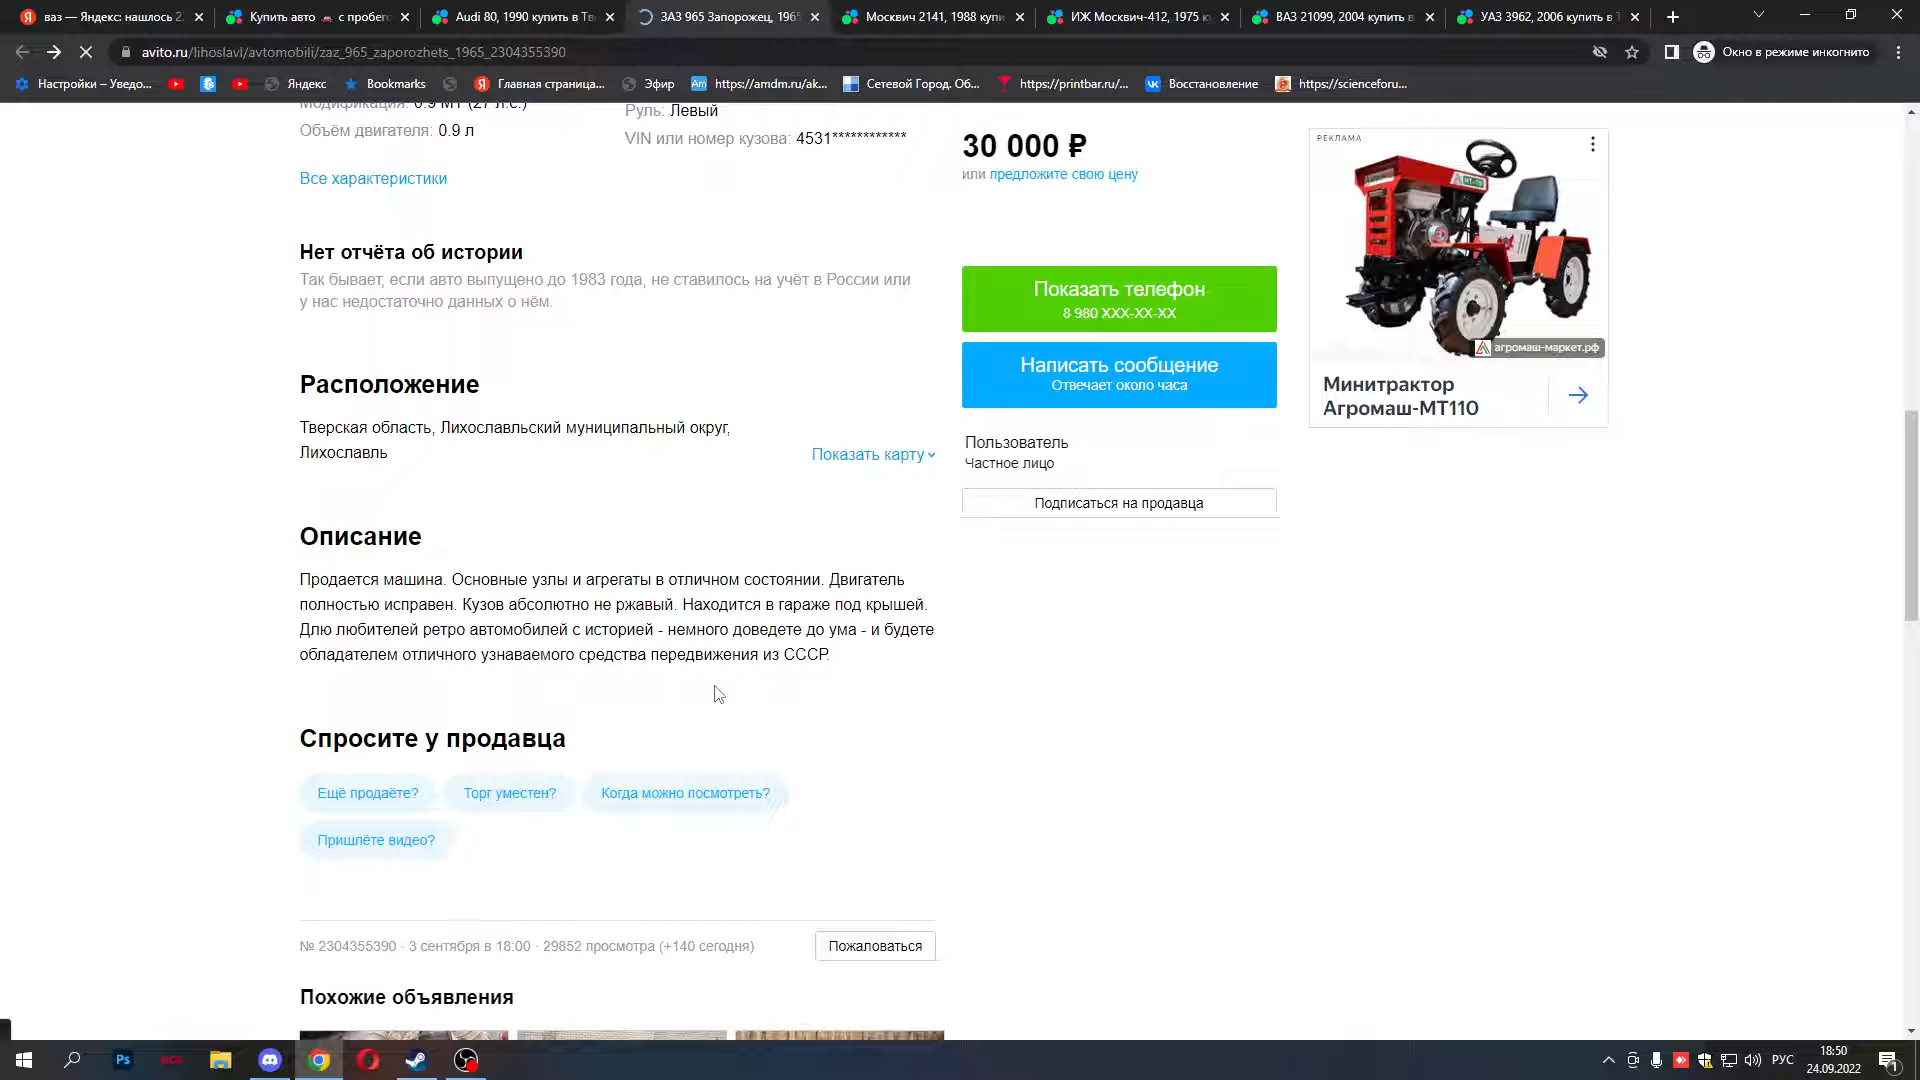 ваз — Яндекс: нашлось 2
Купить авто 🚗 с пробего
Audi 80, 1990 купить в Тв
ЗАЗ 965 Запорожец, 1965
Москвич 2141, 1988 купи
ИЖ Москвич-412, 1975 к
ВАЗ 21099, 2004 купить в
УАЗ 3962, 2006 купить в Т
avito.ru/lihoslavl/avtomobili/zaz_965_zaporozhets_1965_2304355390
Окно в режиме инкогнито
Настройки – Уведо...
Яндекс
Bookmarks
Главная страница...
Эфир
https://amdm.ru/ak...
Сетевой Город. Об...
https://printbar.ru/...
Восстановление
https://scienceforu...
Модификация: 0.9 MT (27 л.с.)
Объём двигателя: 0.9 л
Руль: Левый
VIN или номер кузова: 4531************
Все характеристики
Нет отчёта об истории
Так бывает, если авто выпущено до 1983 года, не ставилось на учёт в России или
у нас недостаточно данных о нём.
Расположение
Тверская область, Лихославльский муниципальный округ,
Лихославль
Показать карту
Описание
Продается машина. Основные узлы и агрегаты в отличном состоянии. Двигатель
полностью исправен. Кузов абсолютно не ржавый. Находится в гараже под крышей.
Длю любителей ретро автомобилей с историей - немного доведете до ума - и будете
обладателем отличного узнаваемого средства передвижения из СССР.
Спросите у продавца
Ещё продаёте?
Торг уместен?
Когда можно посмотреть?
Пришлёте видео?
№ 2304355390 · 3 сентября в 18:00 · 29852 просмотра (+140 сегодня)
Пожаловаться
Похожие объявления
30 000 ₽
или предложите свою цену
Показать телефон
8 980 XXX-XX-XX
Написать сообщение
Отвечает около часа
Пользователь
Частное лицо
Подписаться на продавца
РЕКЛАМА
агромаш-маркет.рф
Минитрактор
Агромаш-МТ110
Ps
РУС
18:50
24.09.2022
1